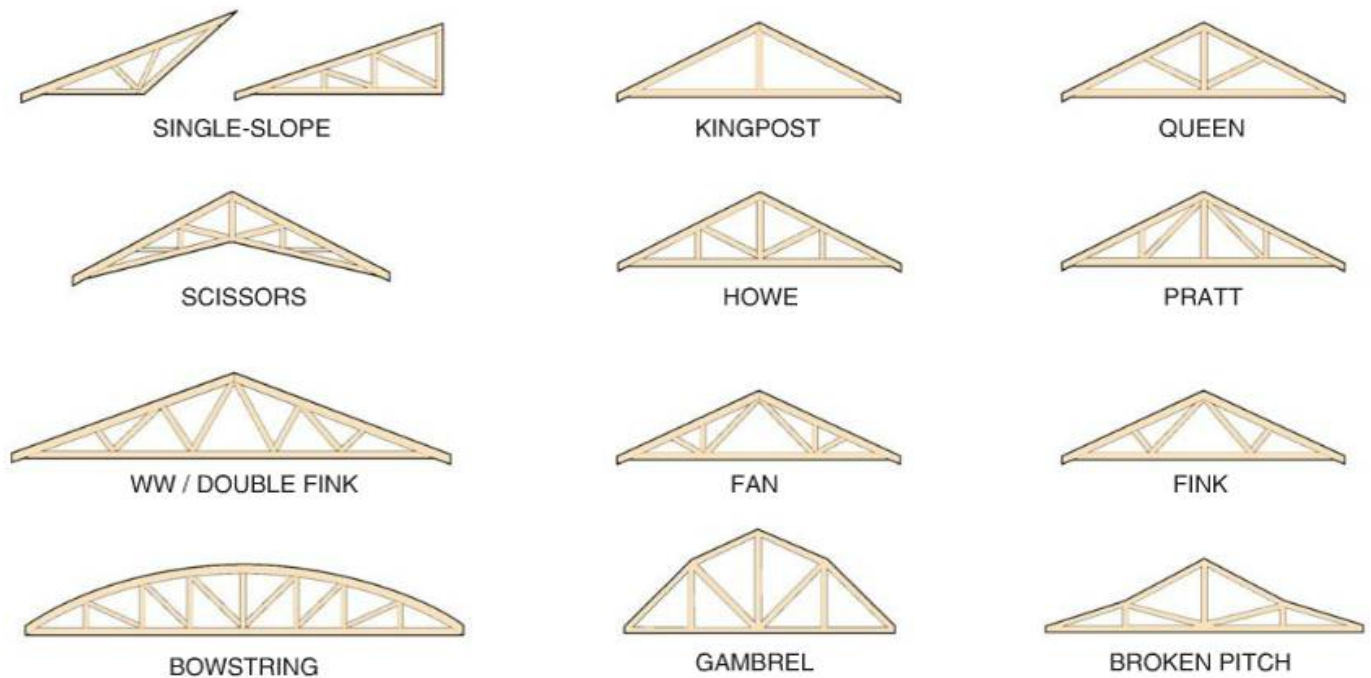 SINGLE-SLOPE
KINGPOST
QUEEN
SCISSORS
HOWE
PRATT
WW / DOUBLE FINK
FAN
FINK
BOWSTRING
GAMBREL
BROKEN PITCH